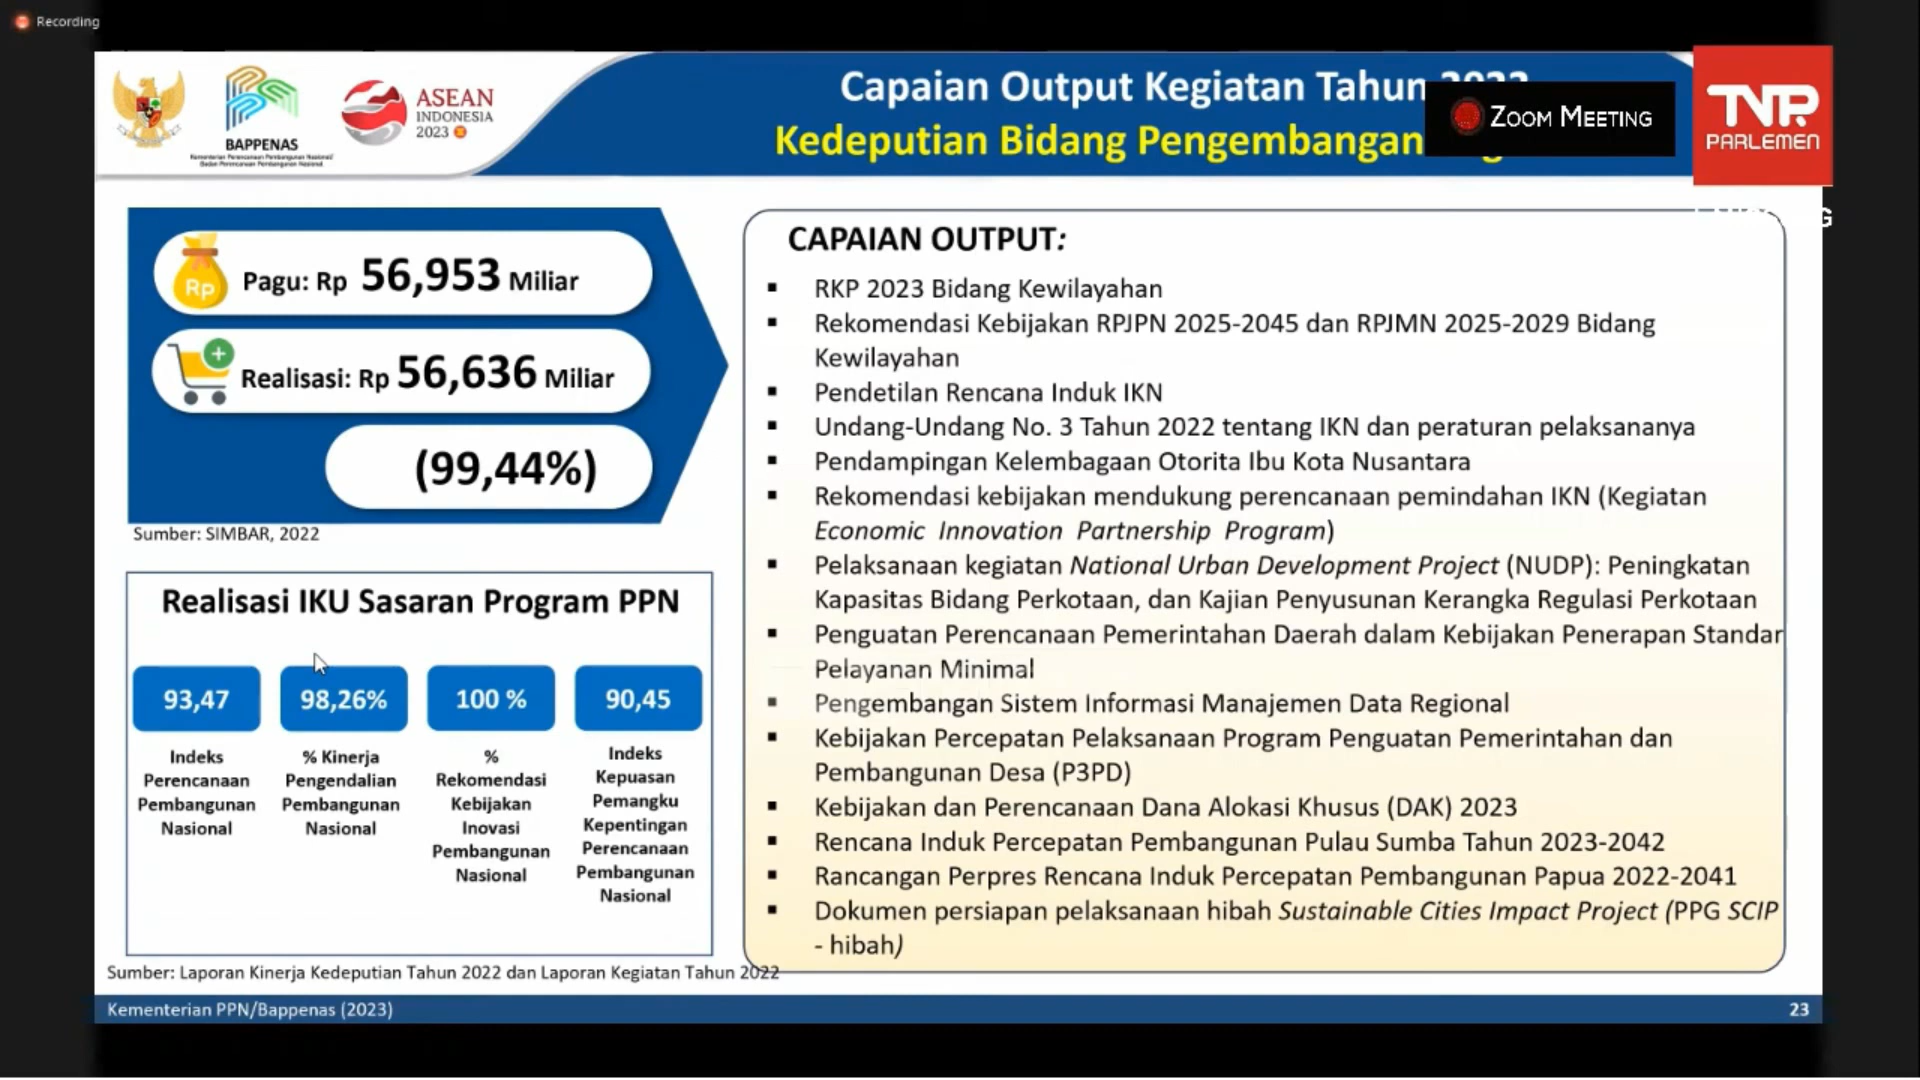 Recording
BAPPENAS
Kementerian Perencanaan Pembangunan Nasional/
Badan Perencanaan Pembangunan Nasional
ASEAN
INDONESIA
2023
Capaian Output Kegiatan Tahun
Kedeputian Bidang Pengembangan
ZOOM MEETING
TVR
PARLEMEN
Rp
Pagu: Rp 56,953 Miliar
Realisasi: Rp 56,636 Miliar
(99,44%)
Sumber: SIMBAR, 2022
Realisasi IKU Sasaran Program PPN
93,47
98,26%
100 %
90,45
Indeks
Perencanaan
Pembangunan
Nasional
% Kinerja
Pengendalian
Pembangunan
Nasional
%
Rekomendasi
Kebijakan
Inovasi
Pembangunan
Nasional
Indeks
Kepuasan
Pemangku
Kepentingan
Perencanaan
Pembangunan
Nasional
Sumber: Laporan Kinerja Kedeputian Tahun 2022 dan Laporan Kegiatan Tahun 2022
CAPAIAN OUTPUT:
▪ RKP 2023 Bidang Kewilayahan
▪ Rekomendasi Kebijakan RPJPN 2025-2045 dan RPJMN 2025-2029 Bidang
Kewilayahan
▪ Pendetilan Rencana Induk IKN
▪ Undang-Undang No. 3 Tahun 2022 tentang IKN dan peraturan pelaksananya
▪ Pendampingan Kelembagaan Otorita Ibu Kota Nusantara
▪ Rekomendasi kebijakan mendukung perencanaan pemindahan IKN (Kegiatan
Economic Innovation Partnership Program)
▪ Pelaksanaan kegiatan National Urban Development Project (NUDP): Peningkatan
Kapasitas Bidang Perkotaan, dan Kajian Penyusunan Kerangka Regulasi Perkotaan
▪ Penguatan Perencanaan Pemerintahan Daerah dalam Kebijakan Penerapan Standar
Pelayanan Minimal
▪ Pengembangan Sistem Informasi Manajemen Data Regional
▪ Kebijakan Percepatan Pelaksanaan Program Penguatan Pemerintahan dan
Pembangunan Desa (P3PD)
▪ Kebijakan dan Perencanaan Dana Alokasi Khusus (DAK) 2023
▪ Rencana Induk Percepatan Pembangunan Pulau Sumba Tahun 2023-2042
▪ Rancangan Perpres Rencana Induk Percepatan Pembangunan Papua 2022-2041
▪ Dokumen persiapan pelaksanaan hibah Sustainable Cities Impact Project (PPG SCIP
- hibah)
Kementerian PPN/Bappenas (2023)
23